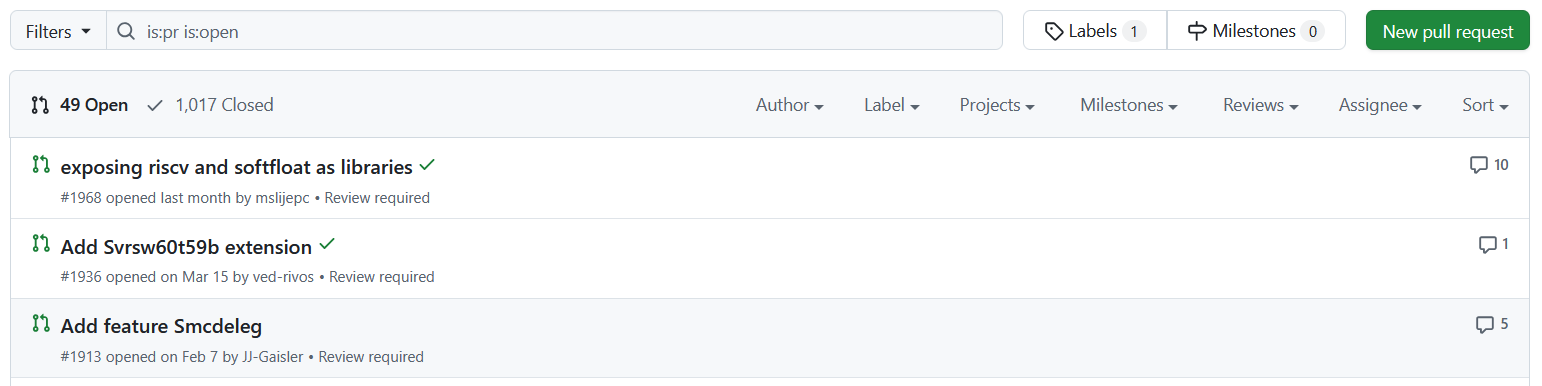 Filters is:pr is:open Labels 1 Milestones 0 New pull request
49 Open 1,017 Closed Author Label Projects Milestones Reviews Assignee Sort
exposing riscv and softfloat as libraries 10
#1968 opened last month by mslijepc • Review required
Add Svrsw60t59b extension 1
#1936 opened on Mar 15 by ved-rivos • Review required
Add feature Smcdeleg 5
#1913 opened on Feb 7 by JJ-Gaisler • Review required